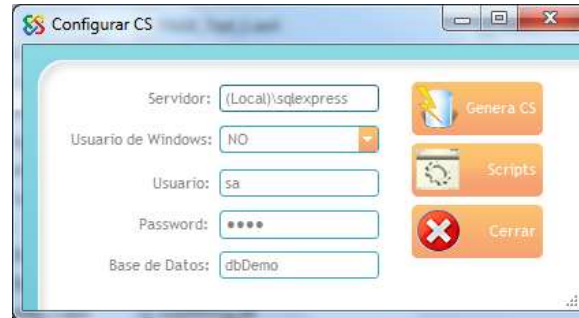 Configurar CS
Servidor: (Local)\sqlexpress
Genera CS
Usuario de Windows: NO
Scripts
Usuario: sa
Password: ●●●●
Cerrar
Base de Datos: dbDemo